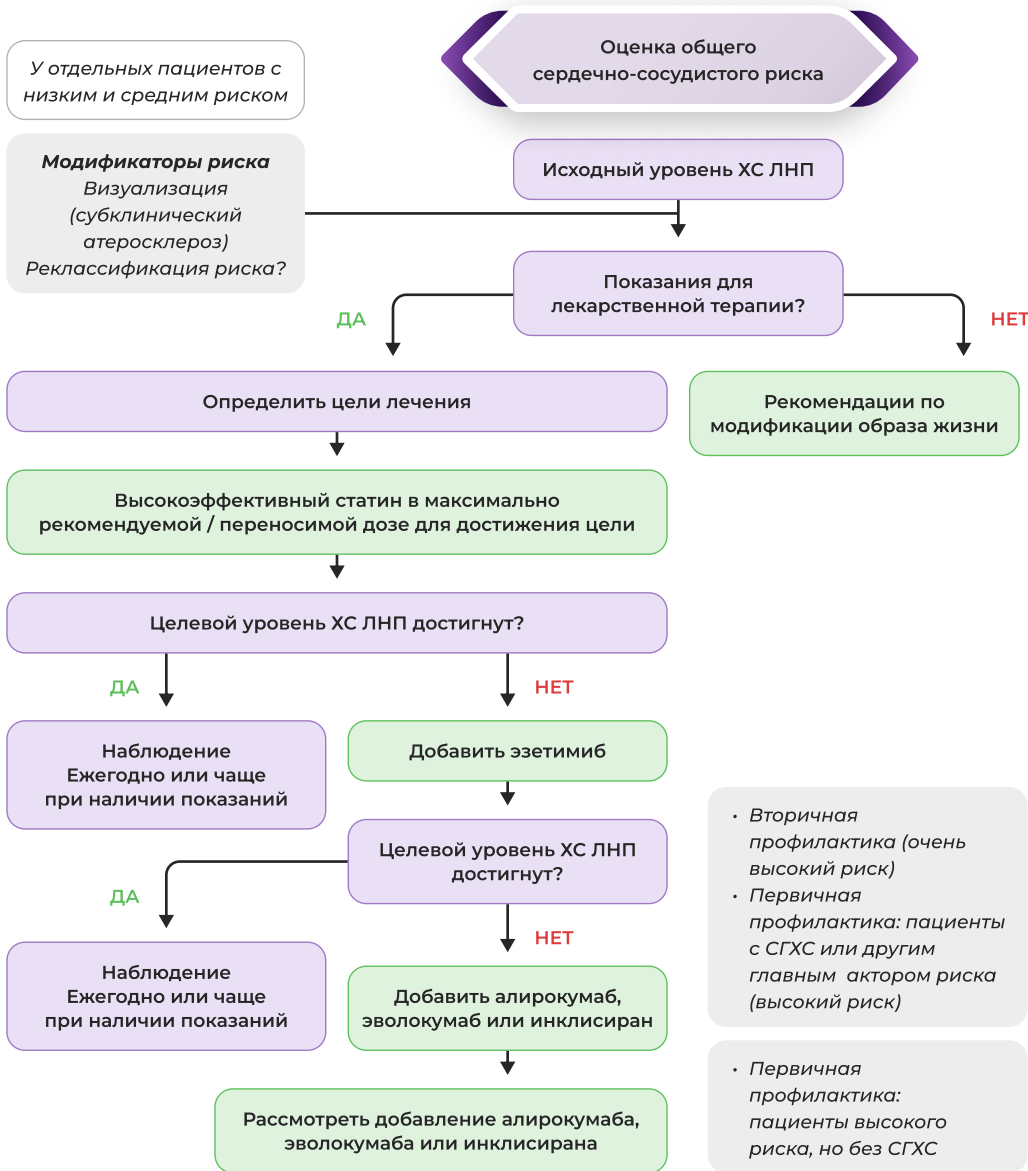 Оценка общего
сердечно-сосудистого риска
У отдельных пациентов с
низким и средним риском
Модификаторы риска
Визуализация
(субклинический
атеросклероз)
Реклассификация риска?
Исходный уровень ХС ЛНП
Показания для
лекарственной терапии?
ДА
НЕТ
Определить цели лечения
Рекомендации по
модификации образа жизни
Высокоэффективный статин в максимально
рекомендуемой / переносимой дозе для достижения цели
Целевой уровень ХС ЛНП достигнут?
ДА
НЕТ
Наблюдение
Ежегодно или чаще
при наличии показаний
Добавить эзетимиб
Целевой уровень ХС ЛНП
достигнут?
ДА
НЕТ
Наблюдение
Ежегодно или чаще
при наличии показаний
Добавить алирокумаб,
эволокумаб или инклисиран
• Вторичная
профилактика (очень
высокий риск)
• Первичная
профилактика: пациенты
с СГХС или другим
главным актором риска
(высокий риск)
Рассмотреть добавление алирокумаба,
эволокумаба или инклисирана
• Первичная
профилактика:
пациенты высокого
риска, но без СГХС